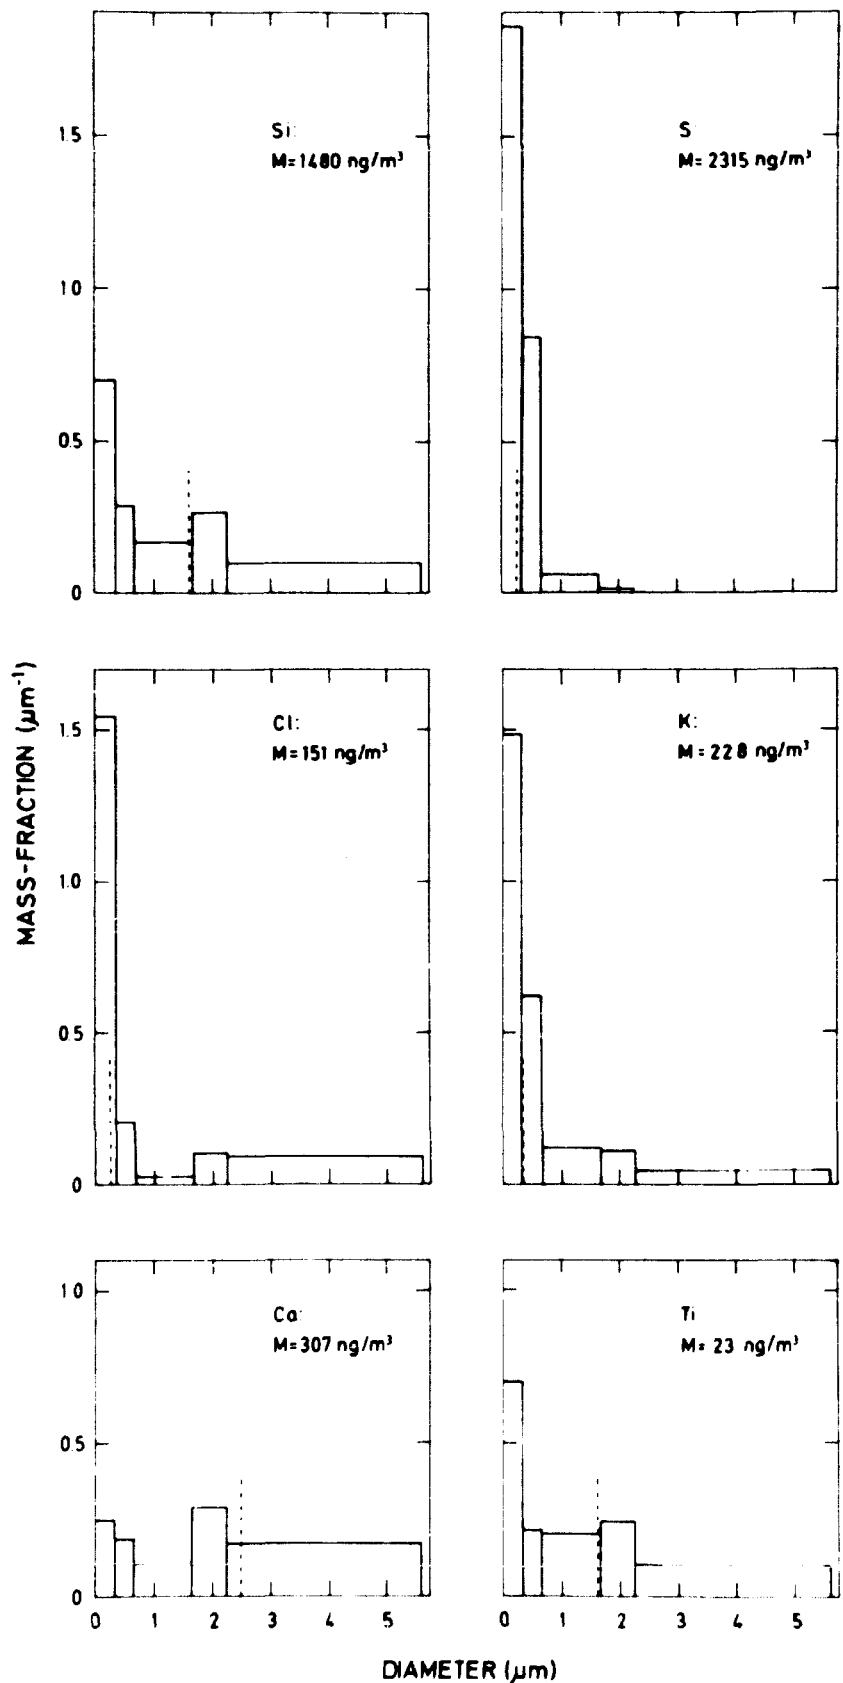 Si:
M=1480 ng/m³
S
M=2315 ng/m³
1.5
1.0
0.5
0
Cl:
M=151 ng/m³
K:
M=228 ng/m³
1.5
1.0
0.5
0
MASS-FRACTION (µm⁻¹)
Ca:
M=307 ng/m³
Ti
M=23 ng/m³
1.0
0.5
0
0 1 2 3 4 5
0 1 2 3 4 5
DIAMETER (µm)